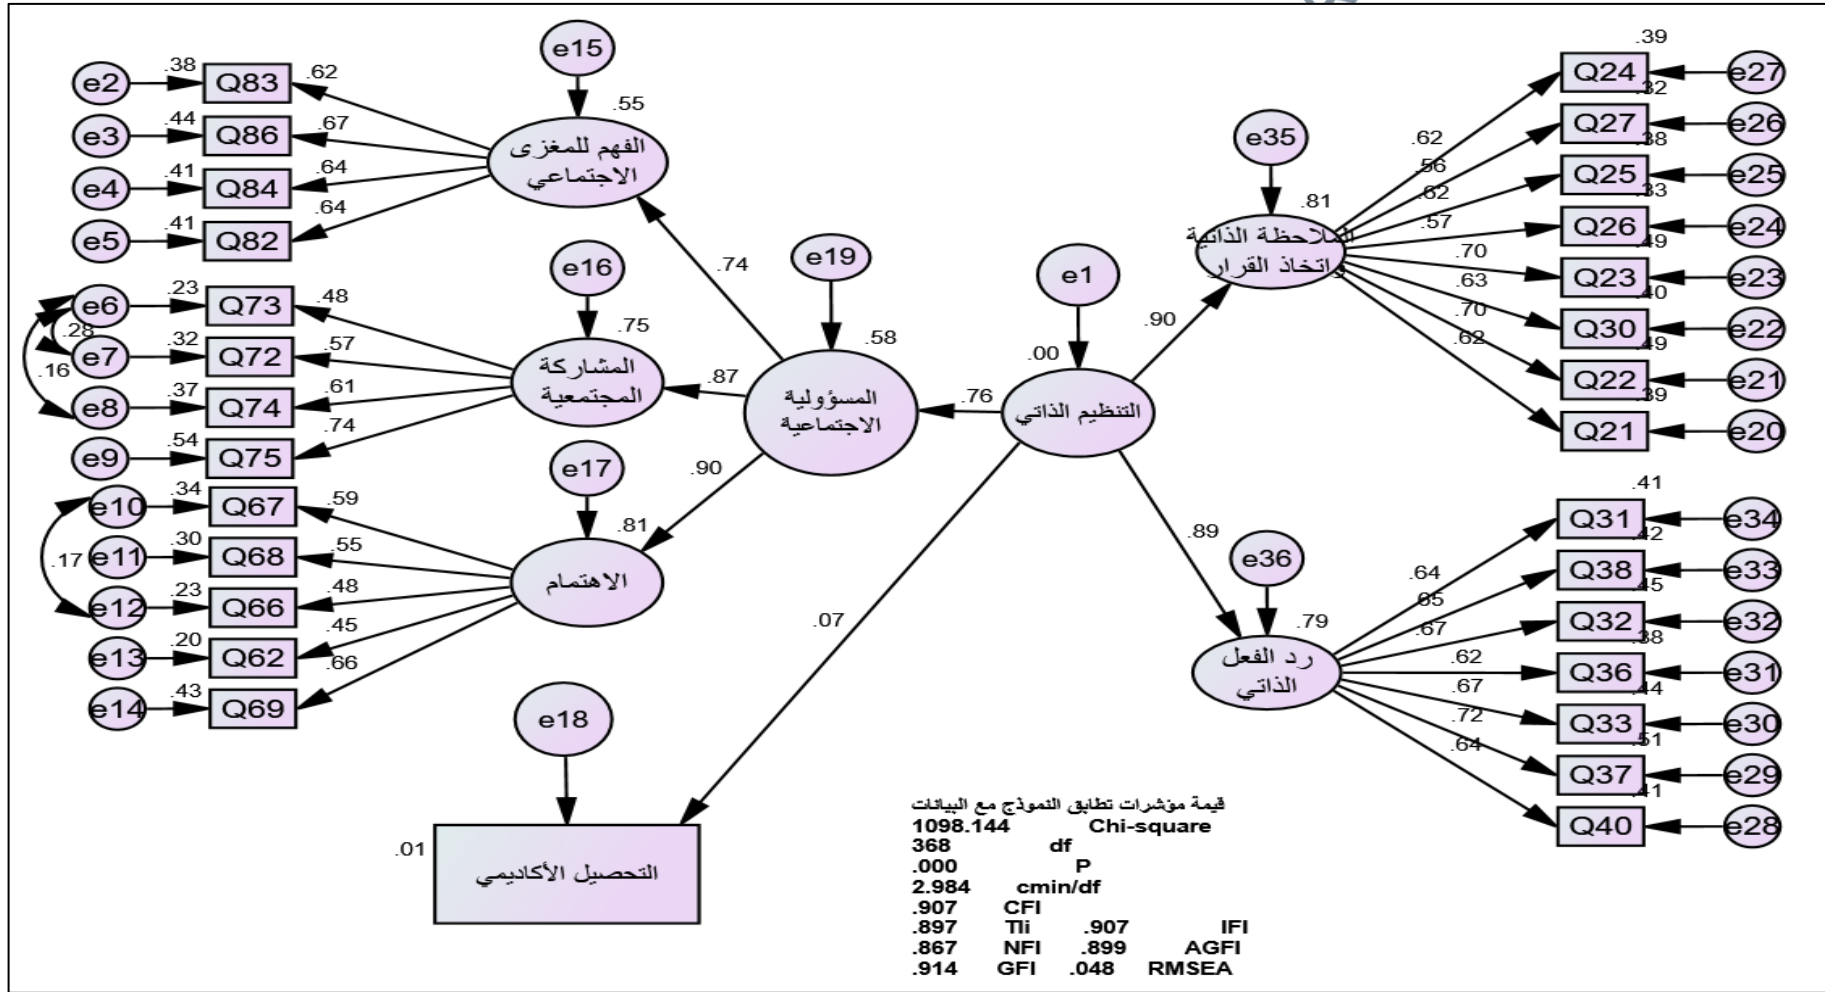 e15
.39
e2 .38 Q83 .62
Q24 e27
.55
.32
e3 .44 Q86 .67
الفهم للمغزى
الاجتماعي
e35
.62
Q27 e26
.38
e4 .41 Q84 .64
.56
Q25 e25
.33
e5 .41 Q82 .64
.81
.62
الملاحظة الذاتية
واتخاذ القرار
.57
Q26 e24
.49
.74
e16
e19
e1
.70
Q23 e23
.40
e6 .23 Q73 .48
.63
.28
.75
.90
.70
Q30 e22
.49
e7 .32 Q72 .57
.58
.00
.62
.16
المشاركة
المجتمعية
.87
Q22 e21
.39
e8 .37 Q74 .61
المسؤولية
الاجتماعية
.76
التنظيم الذاتي
Q21 e20
e9 .54 Q75 .74
e17
.90
.41
e10 .34 Q67 .59
Q31 e34
.42
.81
.89
e36
.17
e11 .30 Q68 .55
.64
Q38 e33
.45
الاهتمام
.65
e12 .23 Q66 .48
.07
.79
.67
Q32 e32
.38
e13 .20 Q62 .45
رد الفعل
الذاتي
.62
Q36 e31
.44
e14 .43 Q69 .66
.67
Q33 e30
.51
e18
.72
.64
Q37 e29
.41
Q40 e28
.01
التحصيل الأكاديمي
قيمة مؤشرات تطابق النموذج مع البيانات
1098.144 Chi-square
368 df
.000 P
2.984 cmin/df
.907 CFI
.897 Tli .907 IFI
.867 NFI .899 AGFI
.914 GFI .048 RMSEA